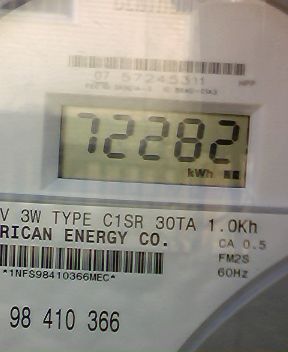 07 57245311
72282
kWh
V 3W TYPE C1SR 30TA 1.0Kh
RICAN ENERGY CO.
CA 0.5
FM2S
60Hz
*1NFS98410366MEC*
98 410 366